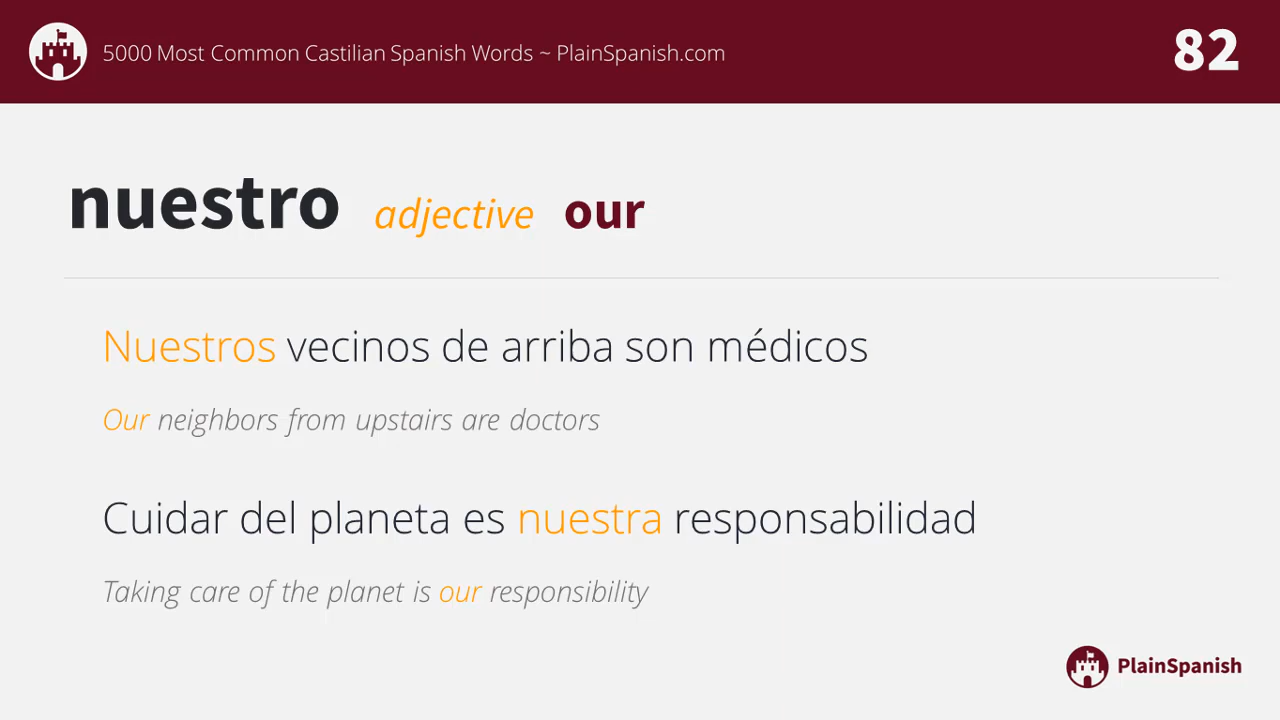 5000 Most Common Castilian Spanish Words ~ PlainSpanish.com
82
nuestro adjective our
Nuestros vecinos de arriba son médicos
Our neighbors from upstairs are doctors
Cuidar del planeta es nuestra responsabilidad
Taking care of the planet is our responsibility
PlainSpanish